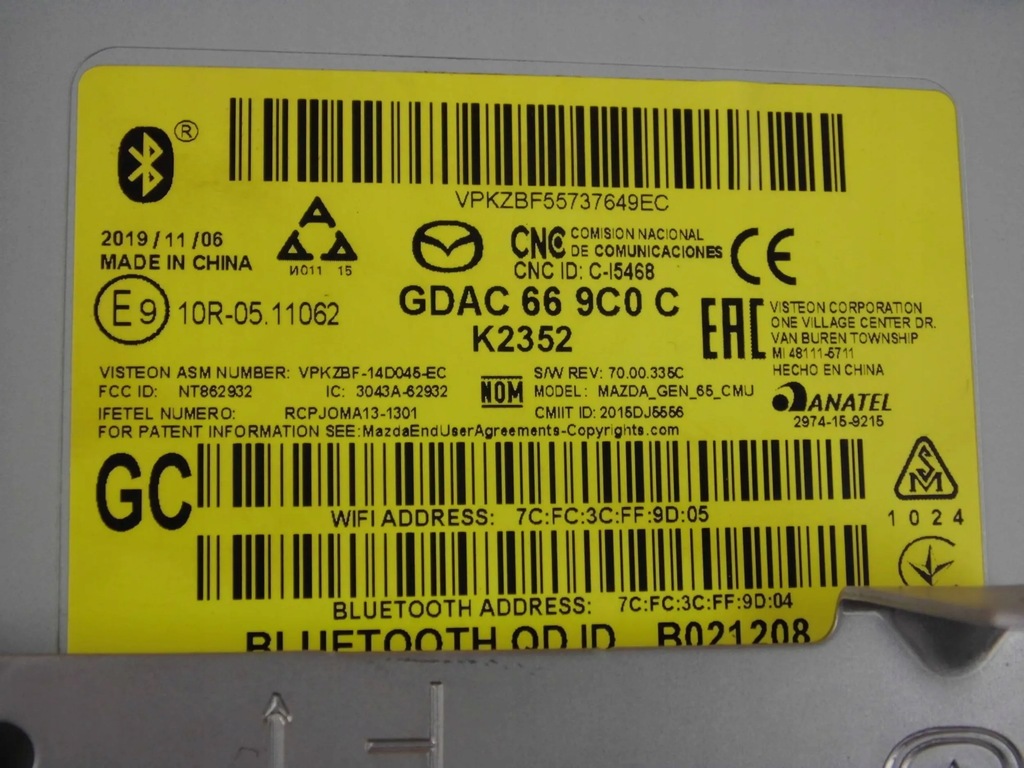 ®
VPKZBF55737649EC
2019/11/06
MADE IN CHINA
И011 15
CNC COMISION NACIONAL
DE COMUNICACIONES
CNC ID: C-I5468
CE
E9 10R-05.11062
GDAC 66 9C0 C
K2352
EAC
VISTEON CORPORATION
ONE VILLAGE CENTER DR.
VAN BUREN TOWNSHIP
MI 48111-5711
HECHO EN CHINA
VISTEON ASM NUMBER: VPKZBF-14D045-EC
FCC ID: NT862932 IC: 3043A-62932
IFETEL NUMERO: RCPJOMA13-1301
NOM
S/W REV: 70.00.335C
MODEL: MAZDA_GEN_65_CMU
CMIIT ID: 2015DJ5556
ANATEL
2974-15-9215
FOR PATENT INFORMATION SEE:MazdaEndUserAgreements-Copyrights.com
GC
WIFI ADDRESS: 7C:FC:3C:FF:9D:05
SM
1024
BLUETOOTH ADDRESS: 7C:FC:3C:FF:9D:04
BLUETOOTH QD ID B021208